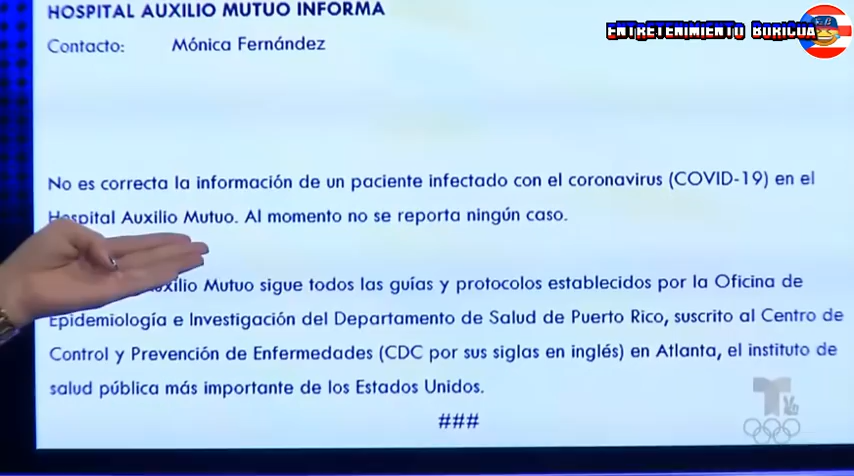 HOSPITAL AUXILIO MUTUO INFORMA
ENTRETENIMIENTO BORICUA
Contacto: Mónica Fernández
No es correcta la información de un paciente infectado con el coronavirus (COVID-19) en el
Hospital Auxilio Mutuo. Al momento no se reporta ningún caso.
Mutuo sigue todos las guías y protocolos establecidos por la Oficina de
Epidemiología e Investigación del Departamento de Salud de Puerto Rico, suscrito al Centro de
Control y Prevención de Enfermedades (CDC por sus siglas en inglés) en Atlanta, el instituto de
salud pública más importante de los Estados Unidos.
###